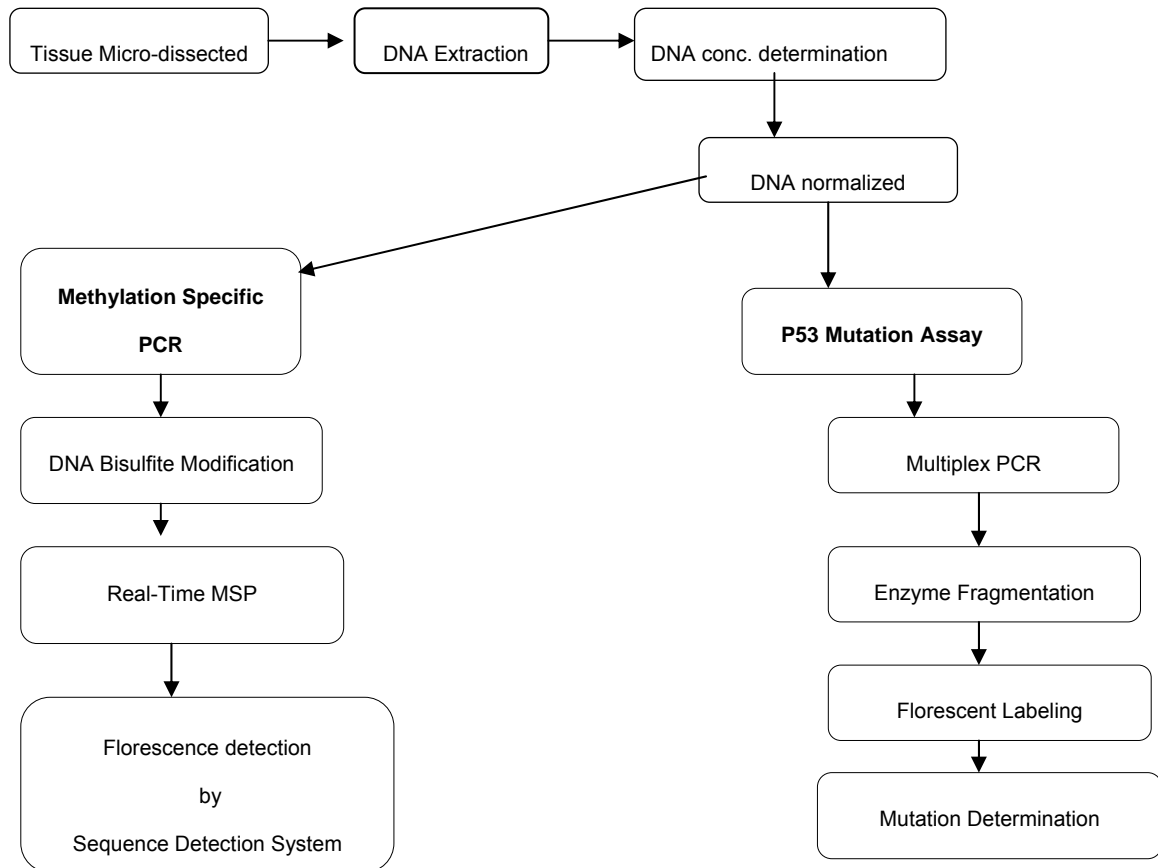 Tissue Micro-dissected
DNA Extraction
DNA conc. determination
DNA normalized
Methylation Specific
PCR
DNA Bisulfite Modification
Real-Time MSP
Florescence detection
by
Sequence Detection System
P53 Mutation Assay
Multiplex PCR
Enzyme Fragmentation
Florescent Labeling
Mutation Determination